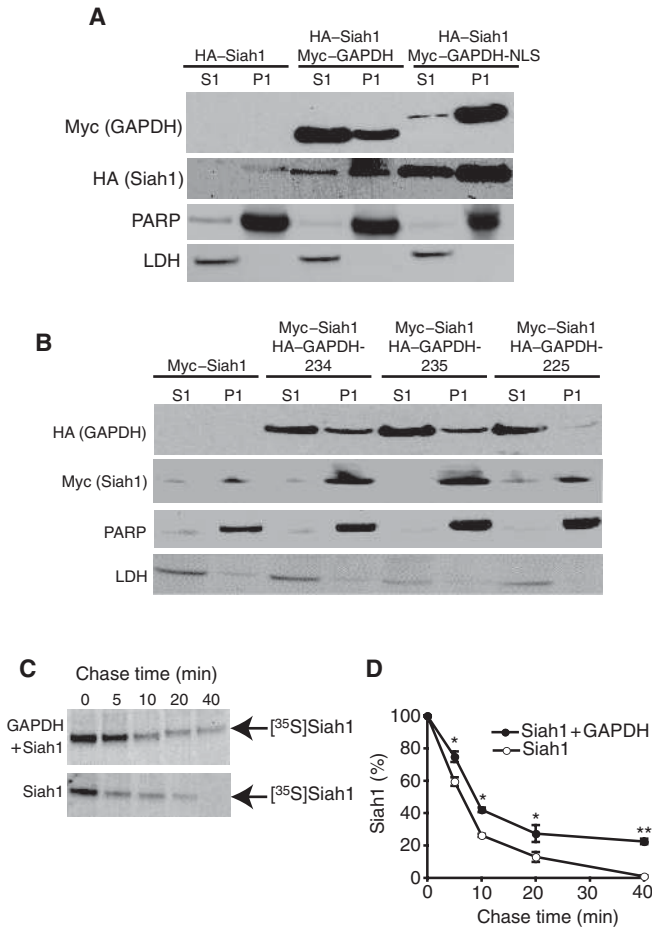 A
HA–Siah1
HA–Siah1
Myc–GAPDH
HA–Siah1
Myc–GAPDH-NLS
S1 P1 S1 P1 S1 P1
Myc (GAPDH)
HA (Siah1)
PARP
LDH
B
Myc–Siah1
Myc–Siah1
HA–GAPDH-
234
Myc–Siah1
HA–GAPDH-
235
Myc–Siah1
HA–GAPDH-
225
S1 P1 S1 P1 S1 P1 S1 P1
HA (GAPDH)
Myc (Siah1)
PARP
LDH
C
Chase time (min)
0 5 10 20 40
GAPDH
+Siah1
[³⁵S]Siah1
Siah1
[³⁵S]Siah1
D
Siah1+GAPDH
Siah1
Siah1 (%)
100
80
60
40
20
0
* * * **
0 10 20 30 40
Chase time (min)